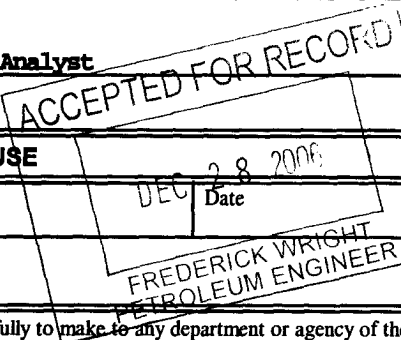 Analyst
ACCEPTED FOR RECORD
USE
DEC 28 2006
Date
FREDERICK WRIGHT
PETROLEUM ENGINEER
fully to make to any department or agency of the